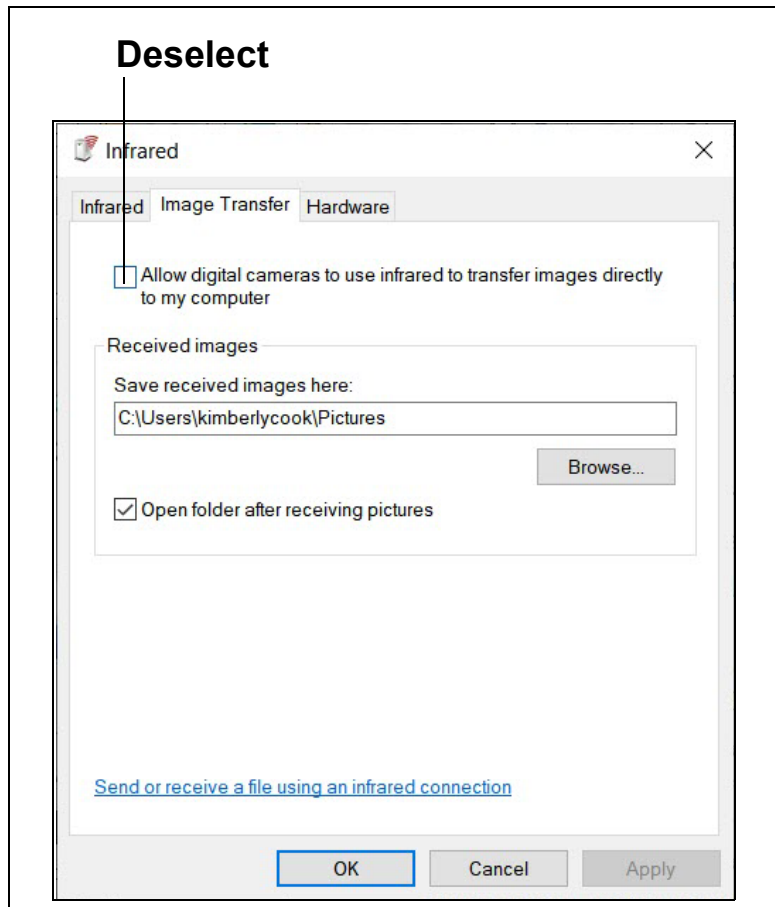 Deselect
Infrared
Infrared Image Transfer Hardware
Allow digital cameras to use infrared to transfer images directly
to my computer
Received images
Save received images here:
C:\Users\kimberlycook\Pictures
Browse...
Open folder after receiving pictures
Send or receive a file using an infrared connection
OK Cancel Apply